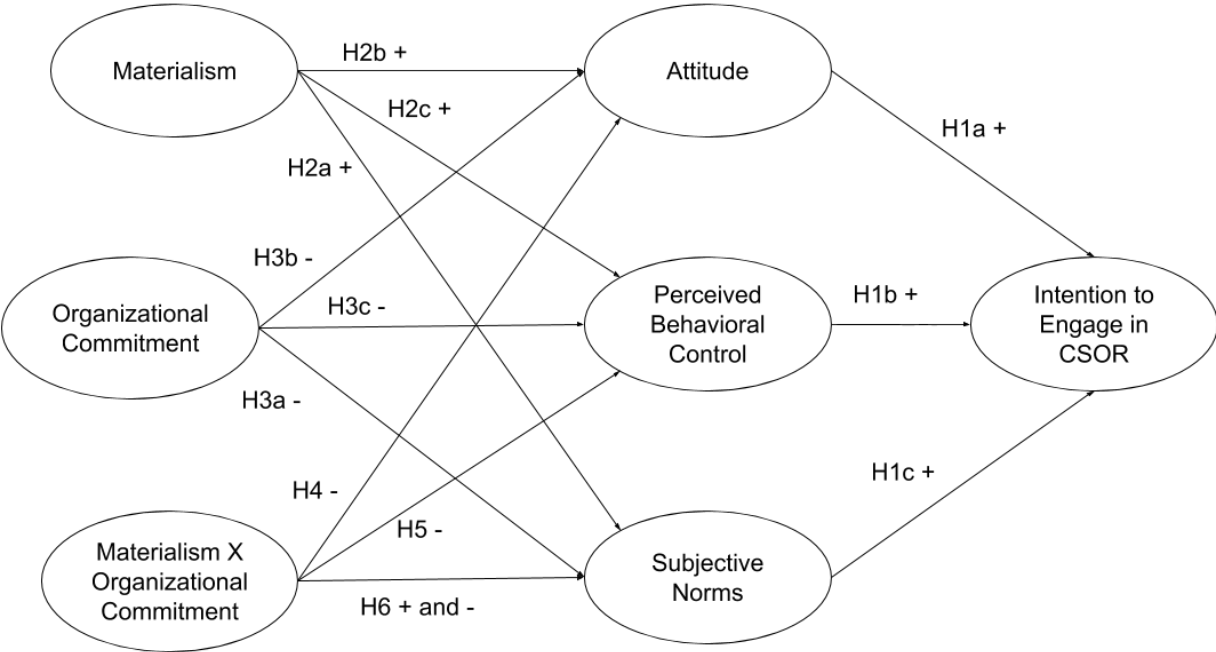 Materialism
H2b +
Attitude
H2c +
H1a +
H2a +
H3b -
Organizational
Commitment
H3c -
Perceived
Behavioral
Control
H1b +
Intention to
Engage in
CSOR
H3a -
H4 -
H1c +
H5 -
Materialism X
Organizational
Commitment
H6 + and -
Subjective
Norms